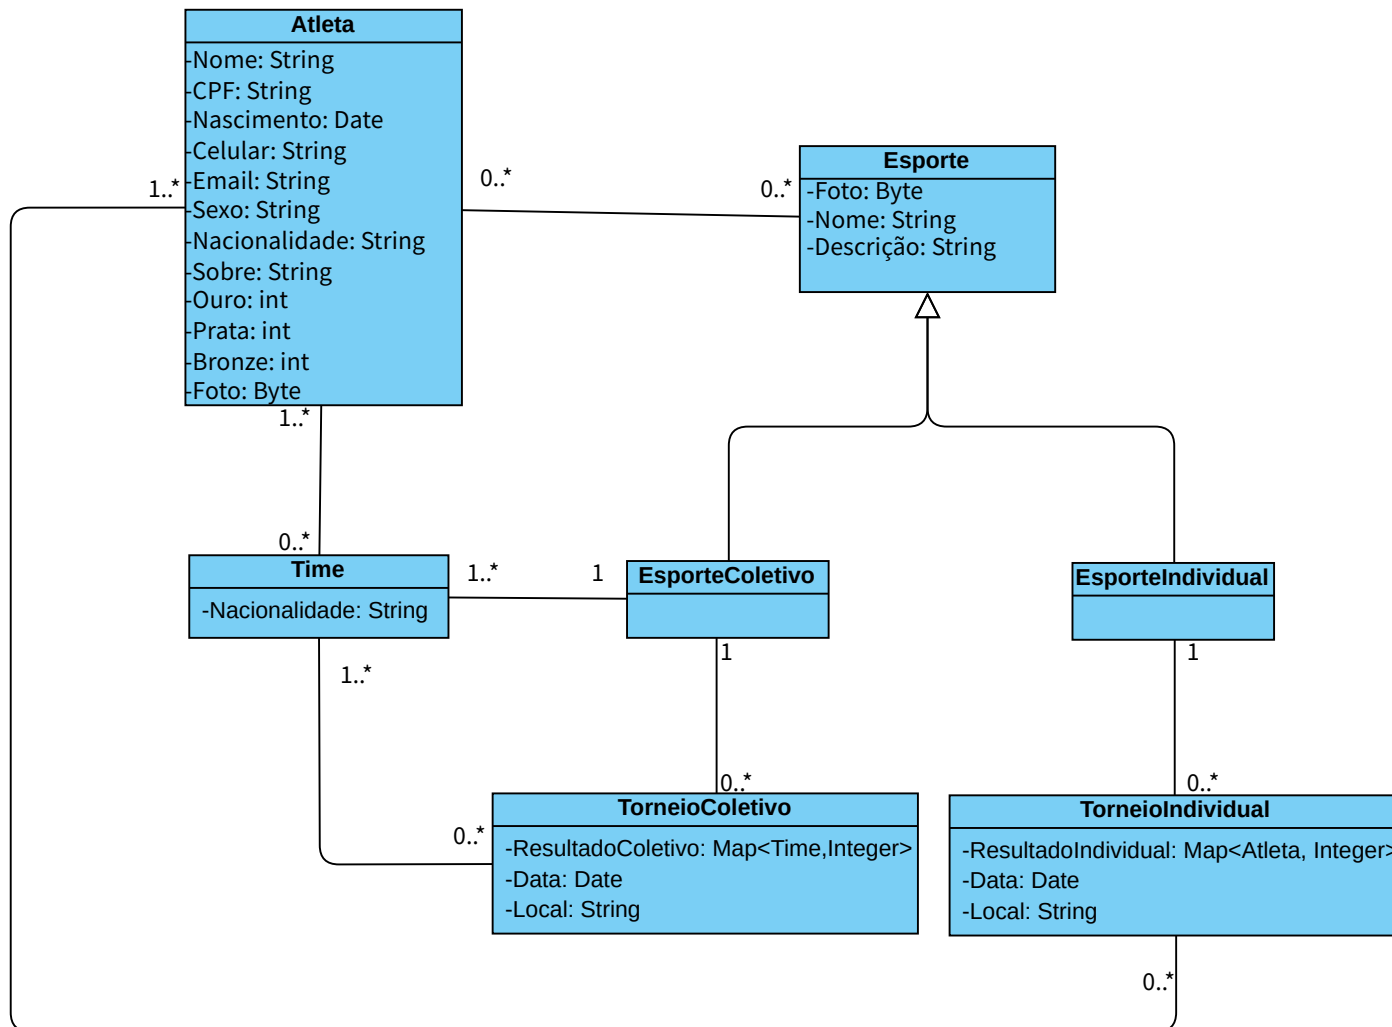 Atleta
-Nome: String
-CPF: String
-Nascimento: Date
-Celular: String
-Email: String
-Sexo: String
-Nacionalidade: String
-Sobre: String
-Ouro: int
-Prata: int
-Bronze: int
-Foto: Byte
1..*
0..*
0..*
Esporte
-Foto: Byte
-Nome: String
-Descrição: String
1..*
0..*
Time
-Nacionalidade: String
1..*
1
EsporteColetivo
EsporteIndividual
1..*
1
1
0..*
0..*
0..*
TorneioColetivo
-ResultadoColetivo: Map<Time,Integer>
-Data: Date
-Local: String
TorneioIndividual
-ResultadoIndividual: Map<Atleta, Integer>
-Data: Date
-Local: String
0..*